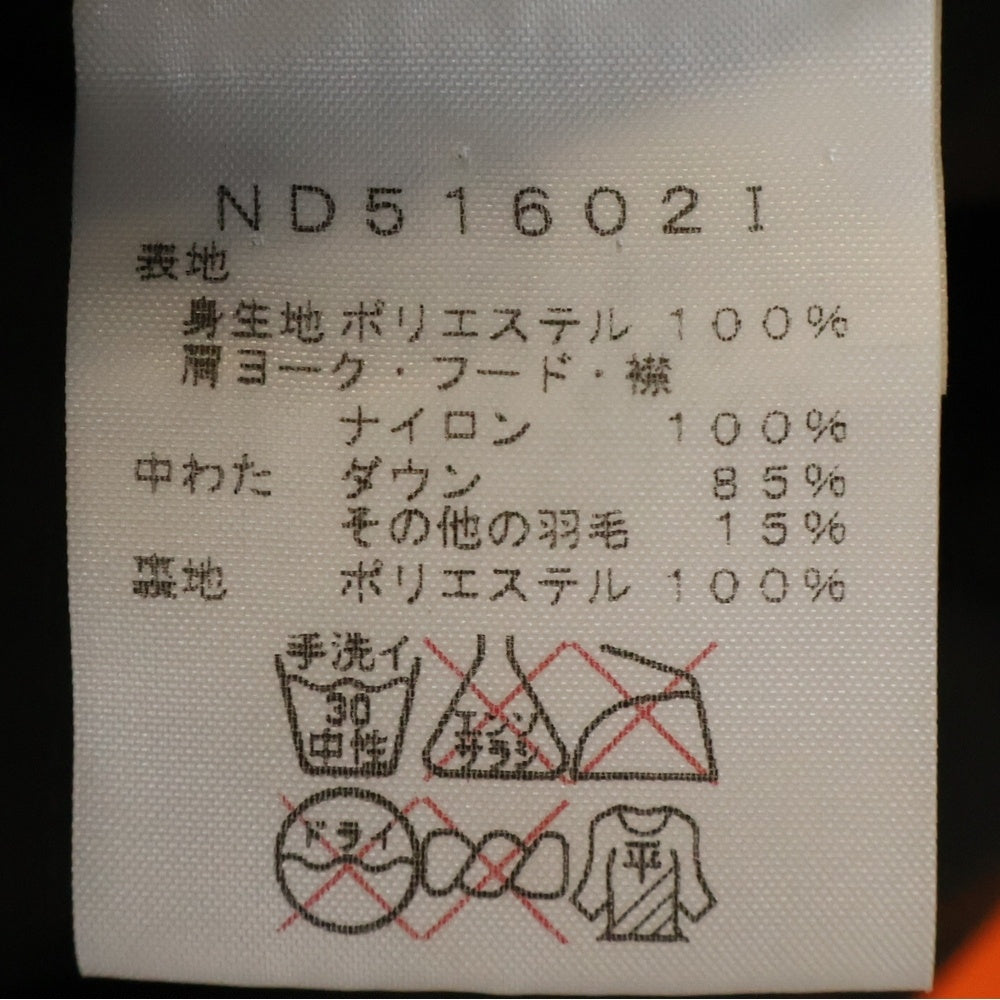 ND51602I
表地
身生地 ポリエステル 100%
肩ヨーク・フード・襟
ナイロン 100%
中わた ダウン 85%
その他の羽毛 15%
裏地 ポリエステル 100%
手洗イ
30
中性
エンソ
サラシ
ドライ
平